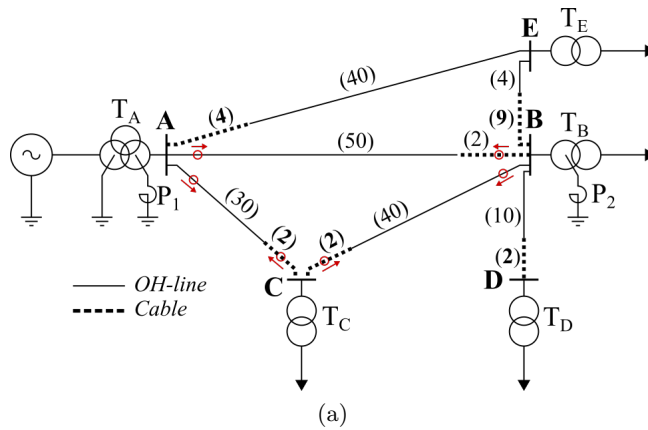 E
T_E
(40)
(4)
T_A
A
(4)
(9)
B
T_B
(50)
(2)
P_1
P_2
(30)
(40)
(10)
(2)
(2)
(2)
C
D
OH-line
Cable
T_C
T_D
(a)